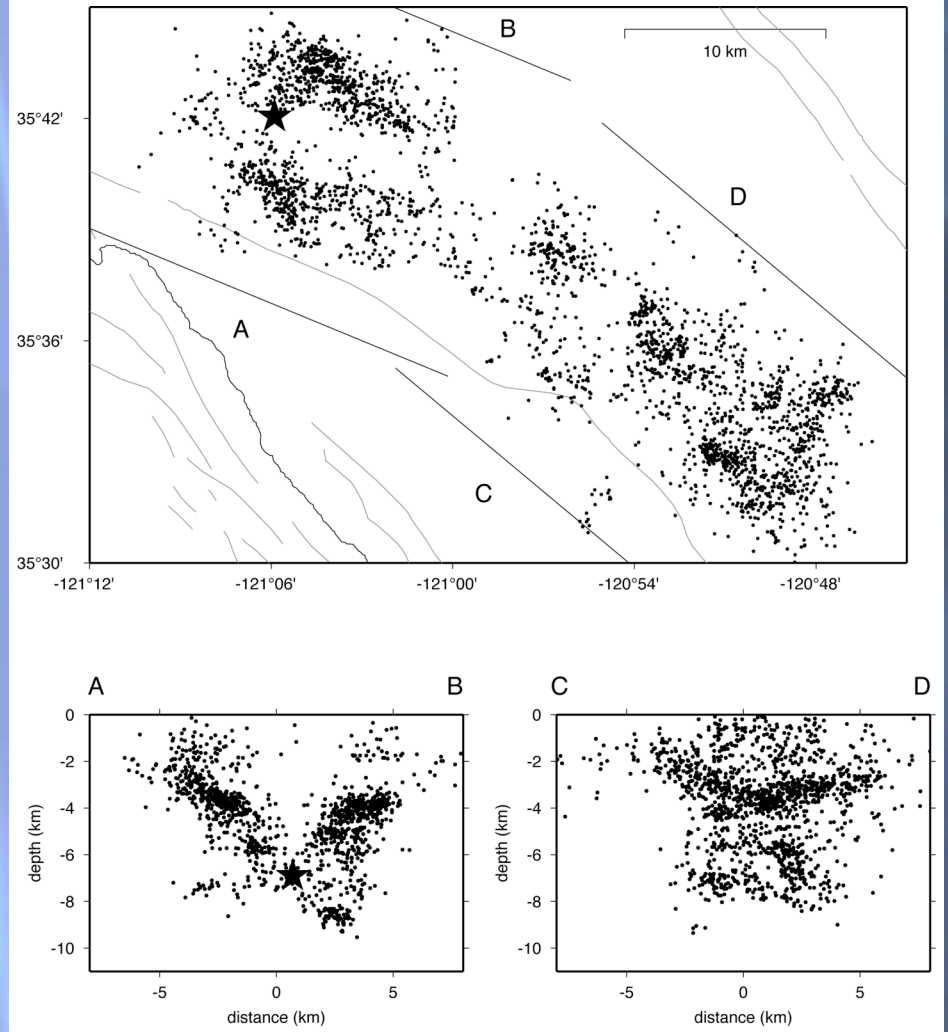 B
10 km
35°42'
D
A
35°36'
C
35°30'
-121°12' -121°06' -121°00' -120°54' -120°48'
A B C D
0 0
-2 -2
-4 -4
depth (km) depth (km)
-6 -6
-8 -8
-10 -10
-5 0 5 -5 0 5
distance (km) distance (km)